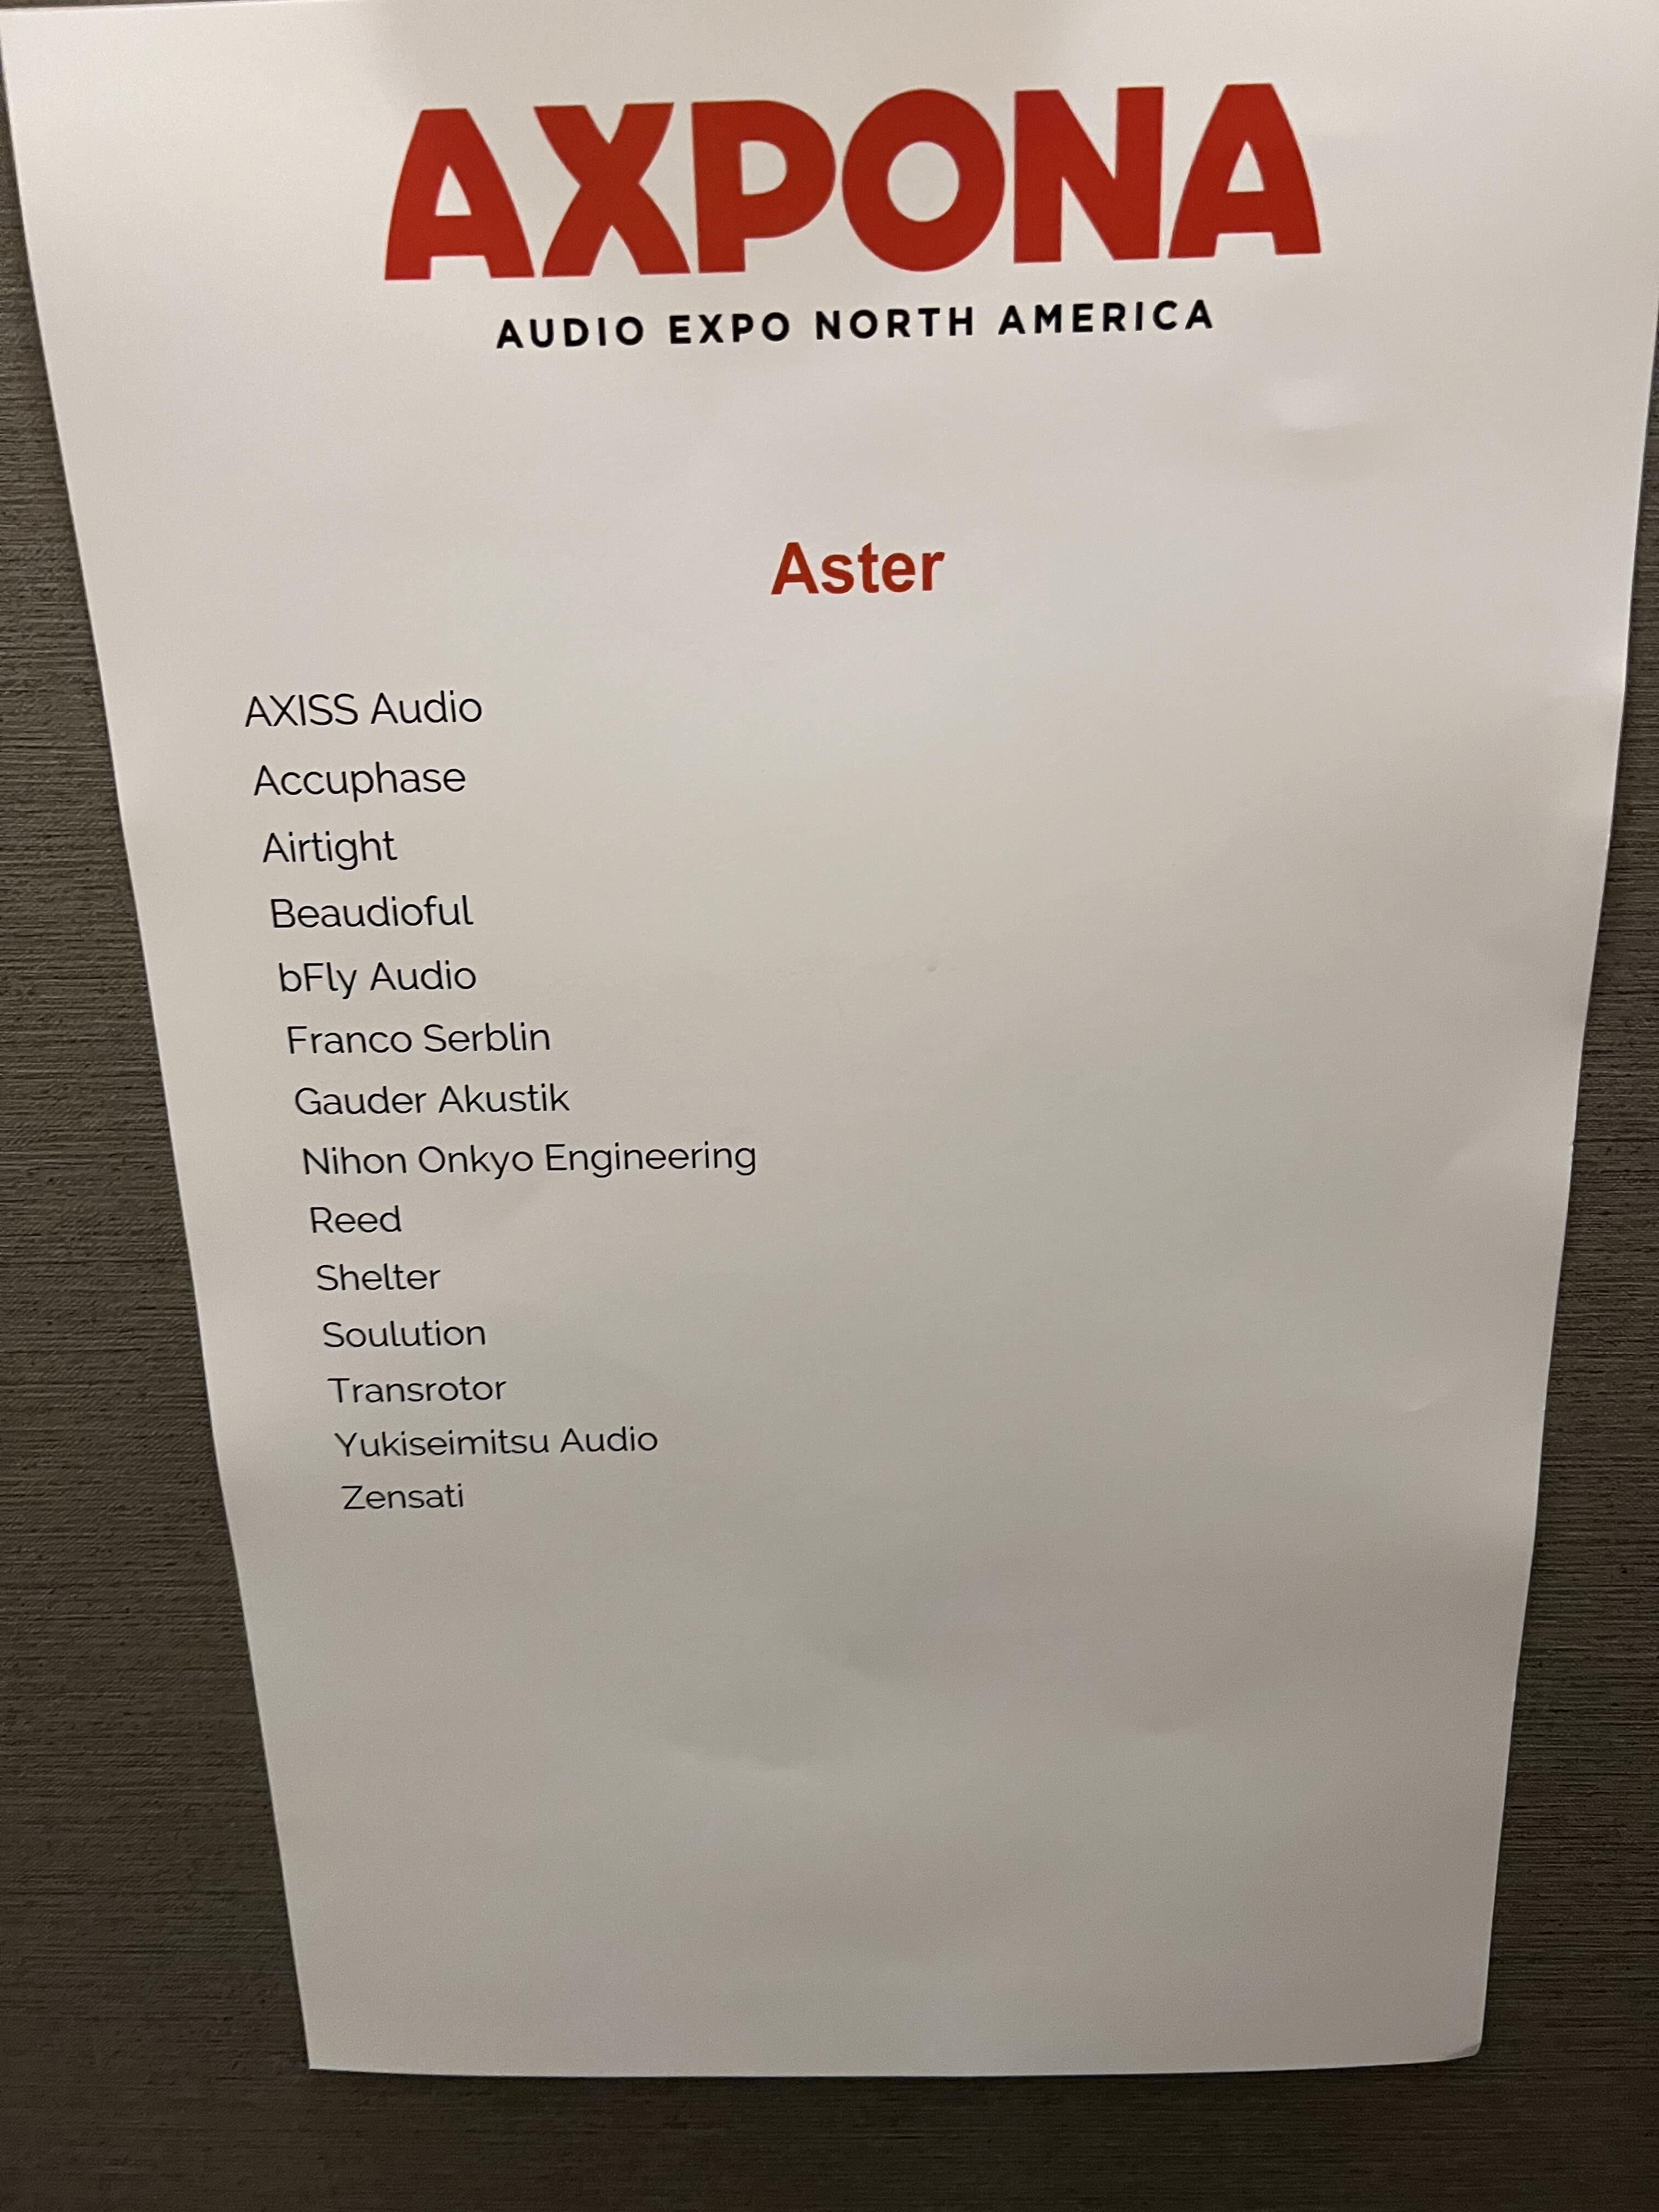 AXPONA
AUDIO EXPO NORTH AMERICA
Aster
AXISS Audio
Accuphase
Airtight
Beaudioful
bFly Audio
Franco Serblin
Gauder Akustik
Nihon Onkyo Engineering
Reed
Shelter
Soulution
Transrotor
Yukiseimitsu Audio
Zensati